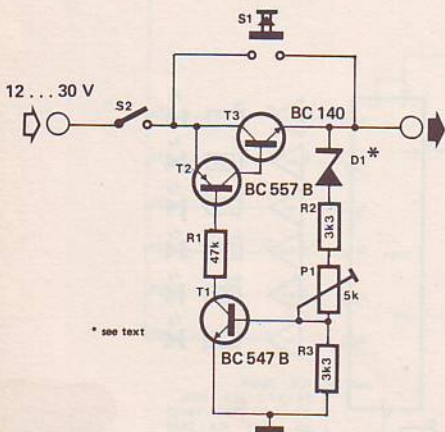 S1
12 ... 30 V
S2
T3
BC 140
D1 *
T2
BC 557 B
R2
3k3
R1
47k
P1
5k
T1
* see text
BC 547 B
R3
3k3